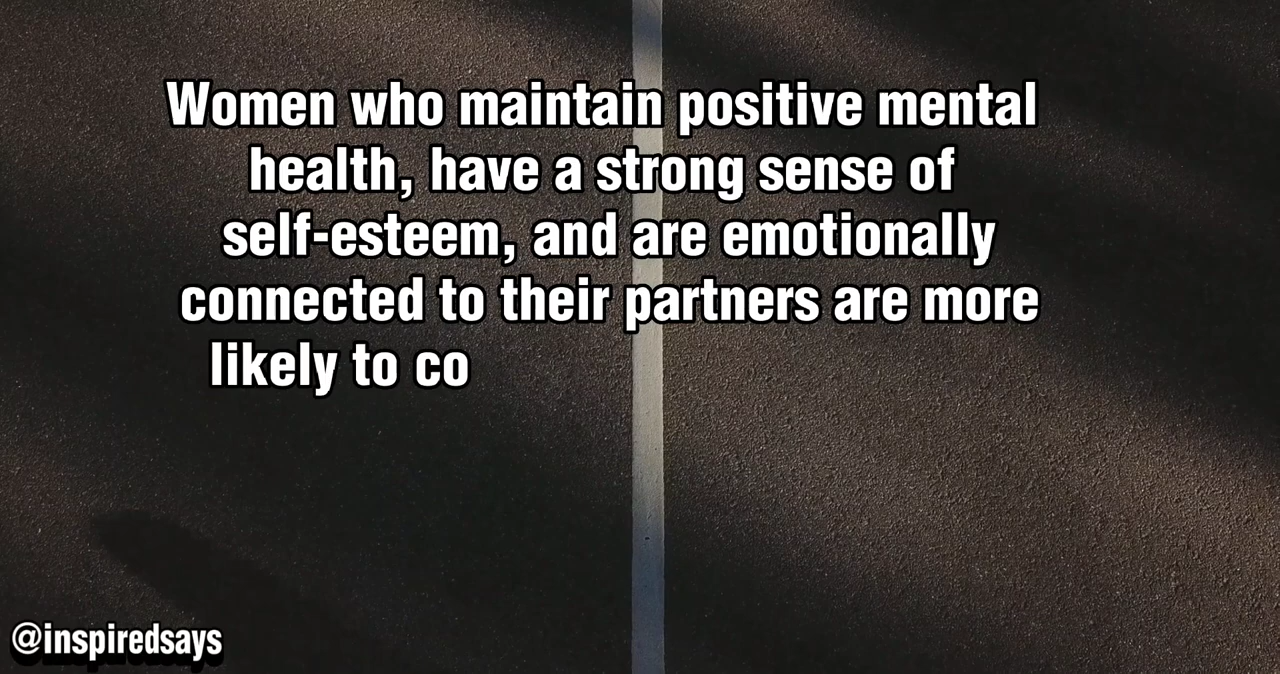 Women who maintain positive mental
health, have a strong sense of
self-esteem, and are emotionally
connected to their partners are more
likely to co
@inspiredsays